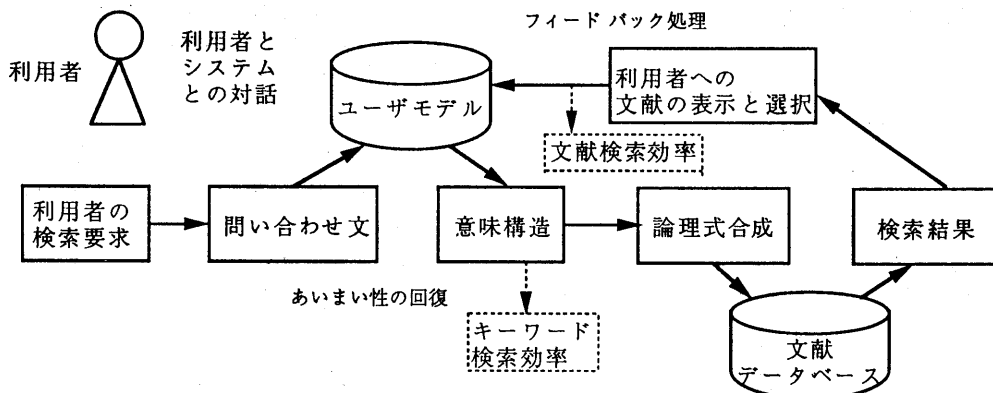 フィードバック処理
利用者
利用者と
システム
との対話
ユーザモデル
利用者への
文献の表示と選択
文献検索効率
利用者の
検索要求
問い合わせ文
意味構造
論理式合成
検索結果
あいまい性の回復
キーワード
検索効率
文献
データベース